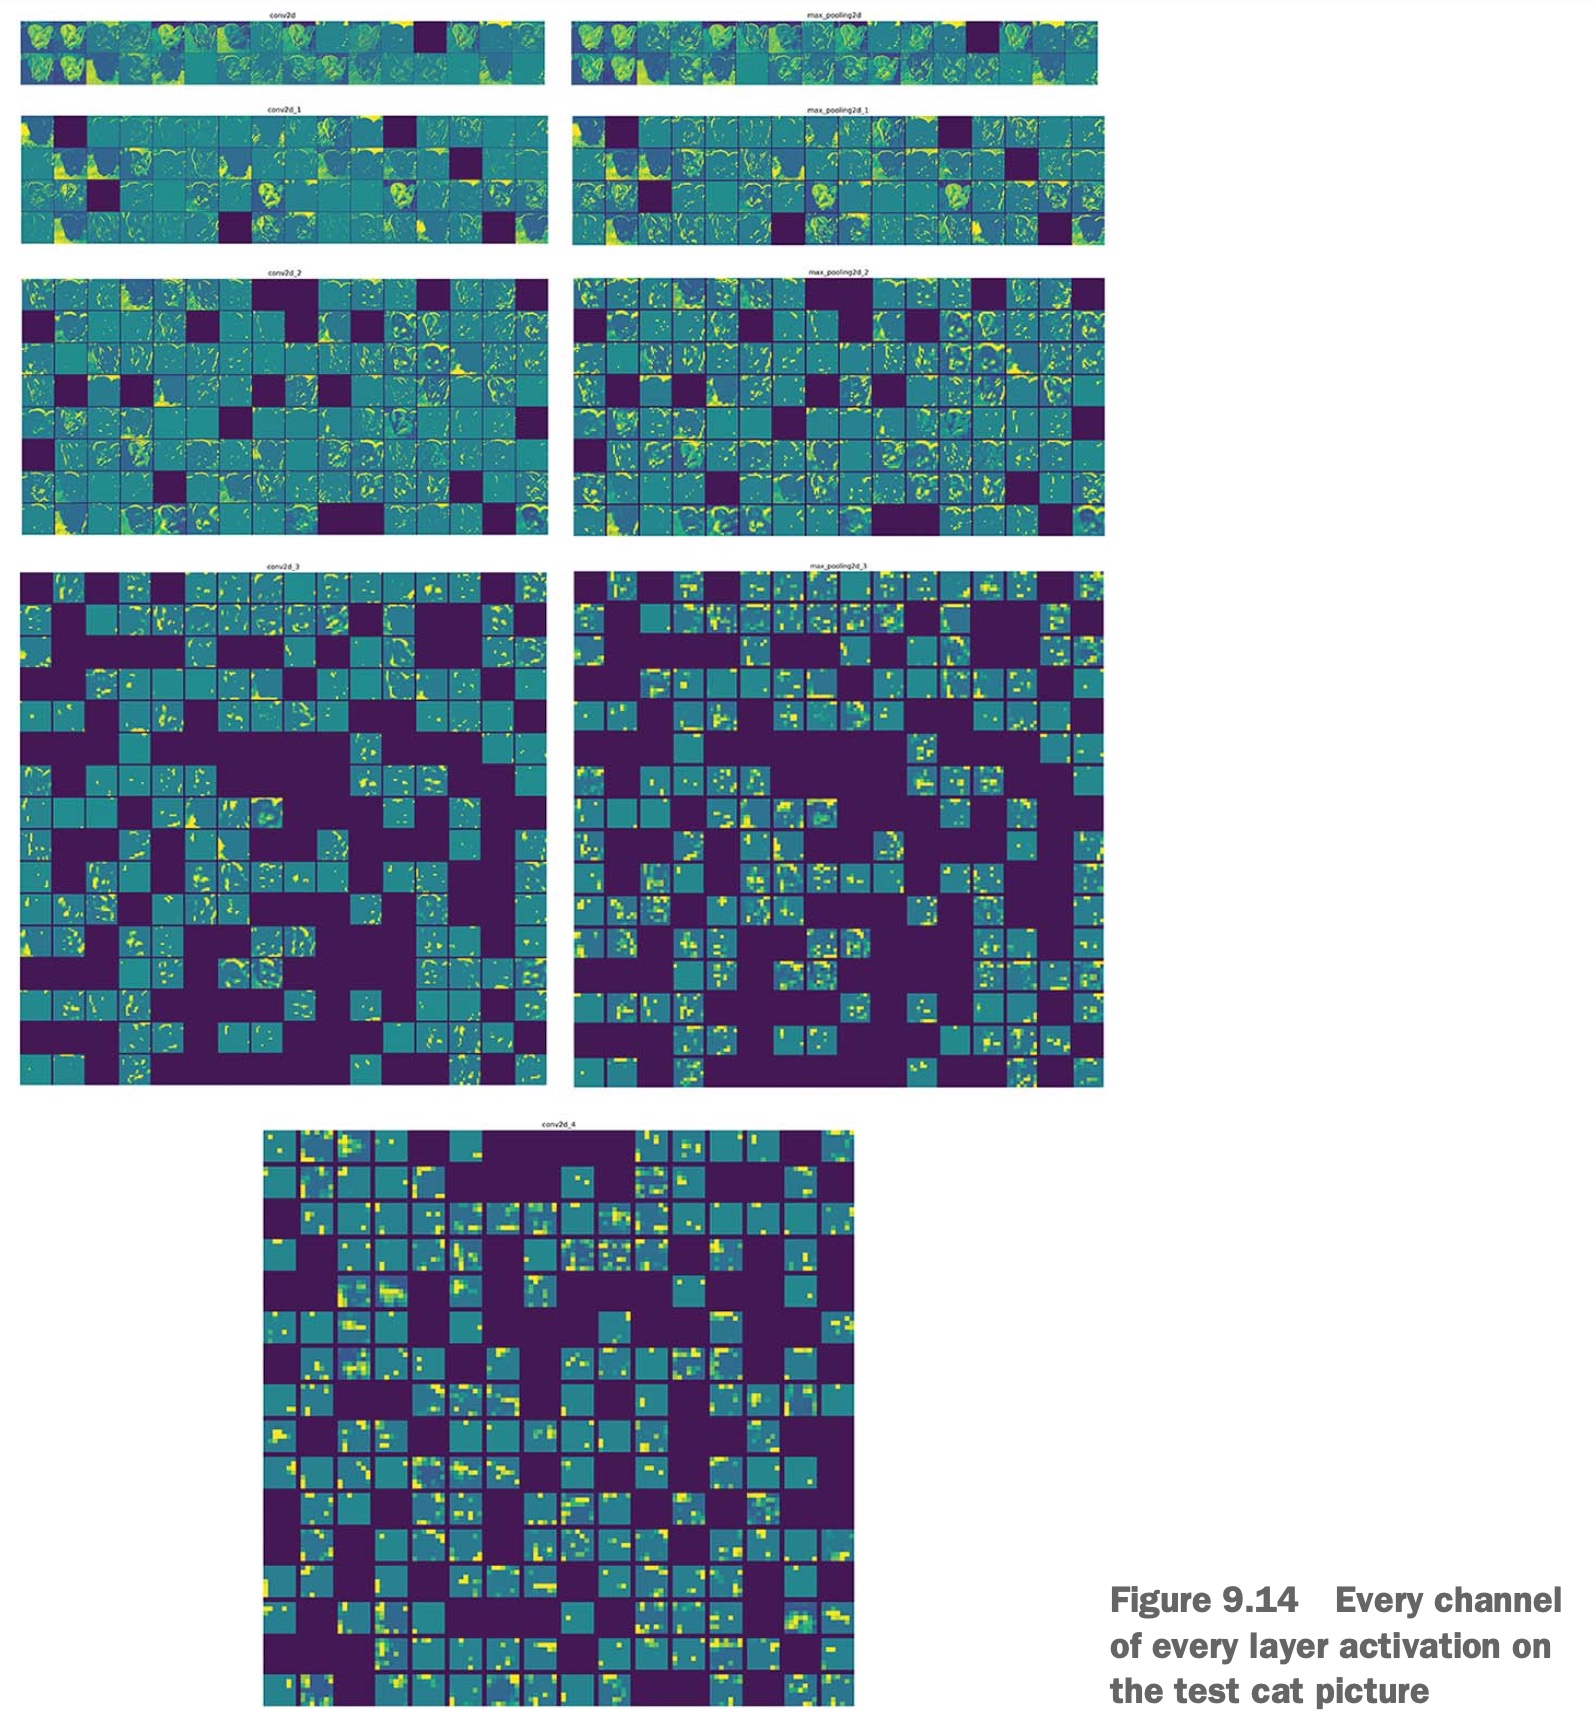 conv2d
max_pooling2d
conv2d_1
max_pooling2d_1
conv2d_2
max_pooling2d_2
conv2d_3
max_pooling2d_3
conv2d_4
Figure 9.14 Every channel
of every layer activation on
the test cat picture